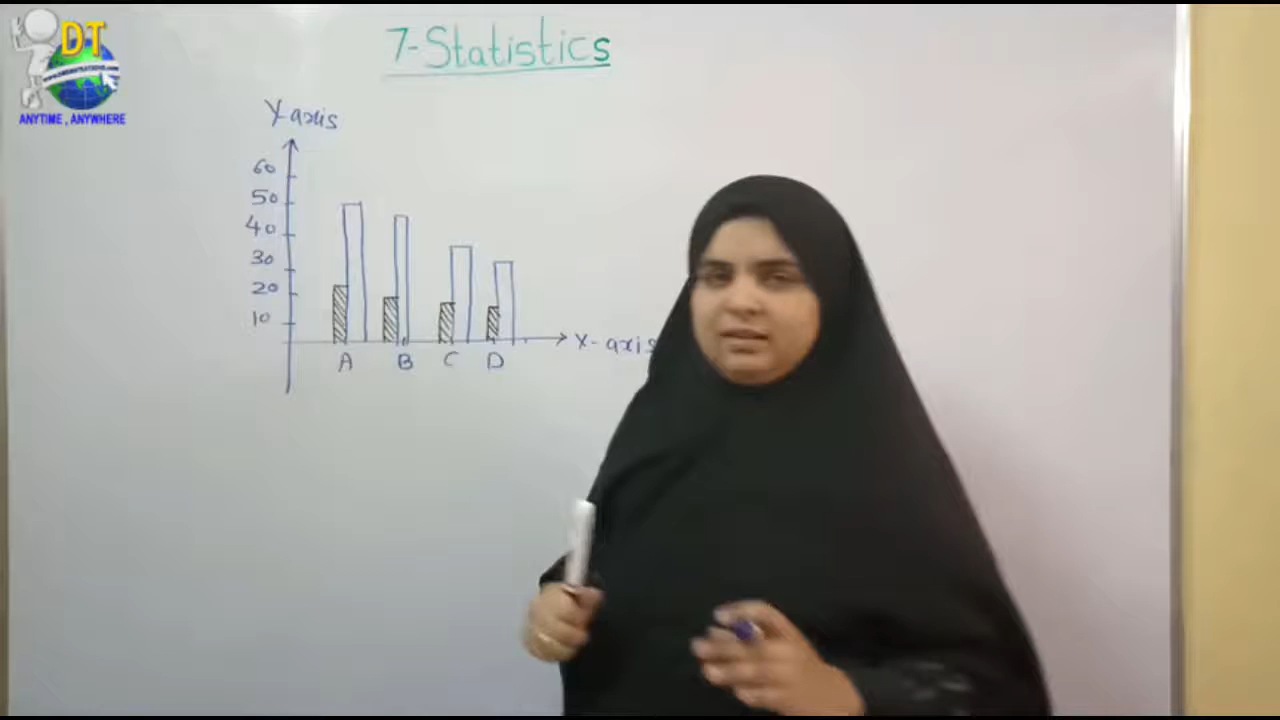 DT
ANYTIME , ANYWHERE
7-Statistics
Y-axis
60
50
40
30
20
10
A B C D
X-axis